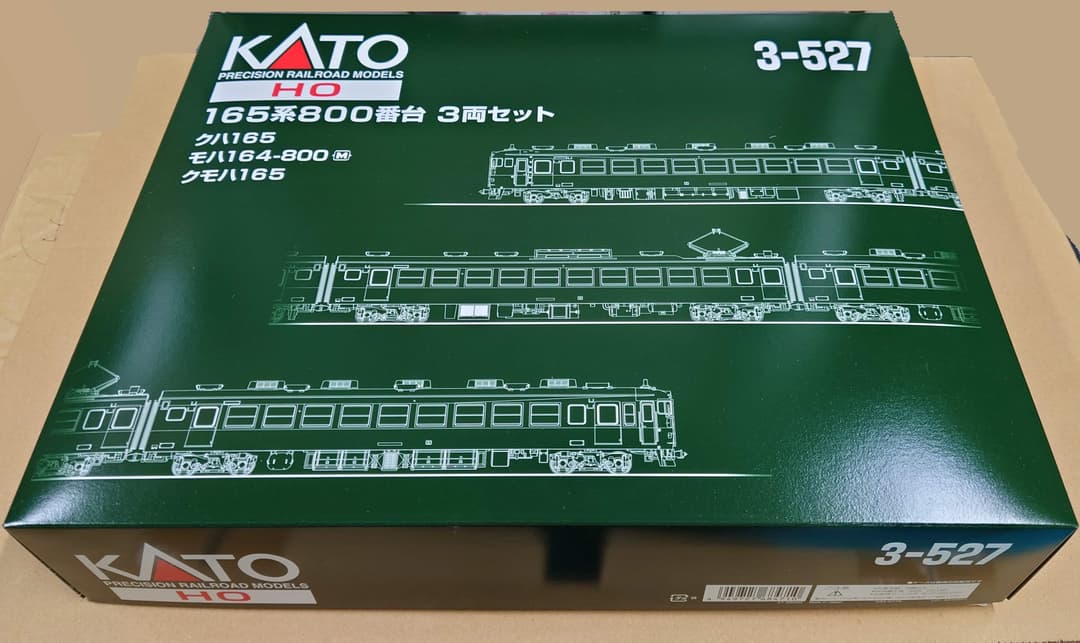 KATO
PRECISION RAILROAD MODELS
HO
3-527
165系800番台 3両セット
クハ165
モハ164-800 M
クモハ165
KATO
PRECISION RAILROAD MODELS
HO
3-527